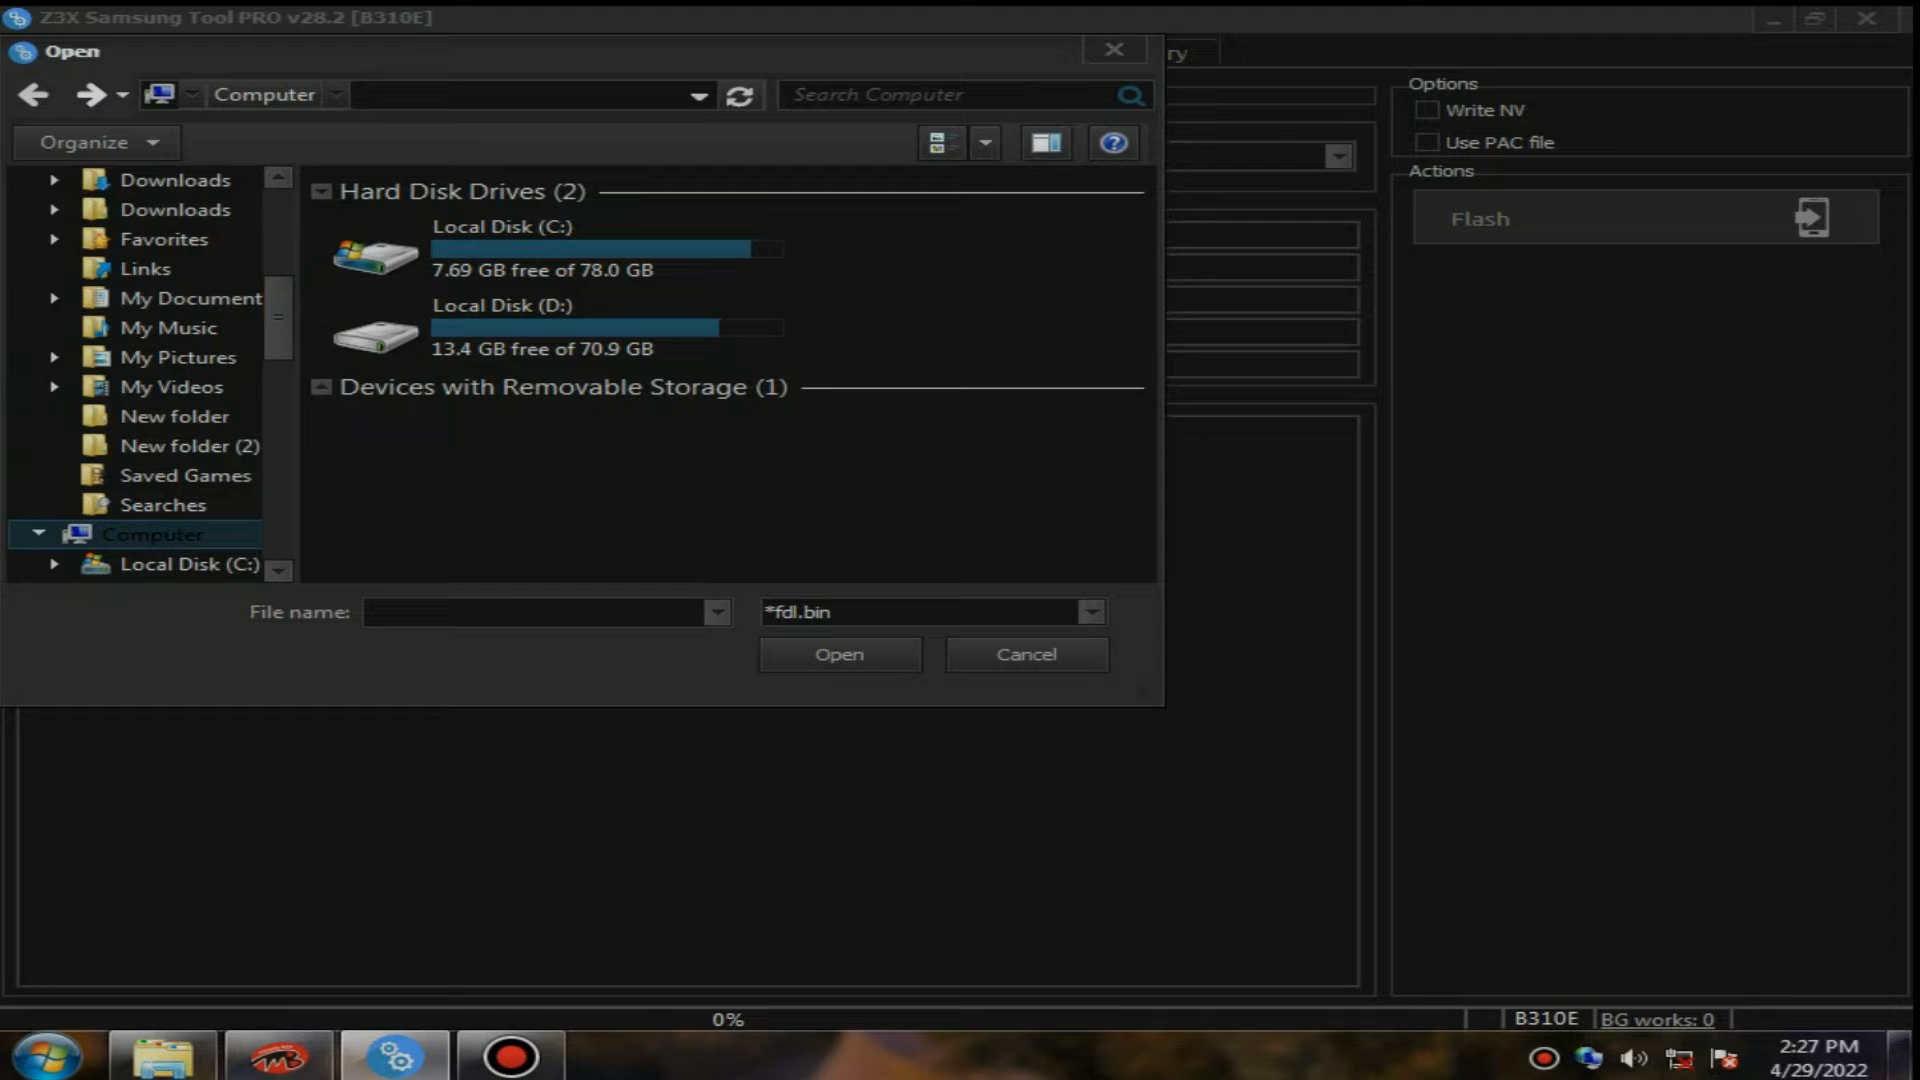 Z3X Samsung Tool PRO v28.2 [B310E]
Open
ry
Computer
Search Computer
Organize
Options
Write NV
Use PAC file
Actions
Flash
Downloads
Downloads
Favorites
Links
My Document
My Music
My Pictures
My Videos
New folder
New folder (2)
Saved Games
Searches
Computer
Local Disk (C:)
Hard Disk Drives (2)
Local Disk (C:)
7.69 GB free of 78.0 GB
Local Disk (D:)
13.4 GB free of 70.9 GB
Devices with Removable Storage (1)
File name:
*fdl.bin
Open
Cancel
0%
B310E
BG works: 0
2:27 PM
4/29/2022